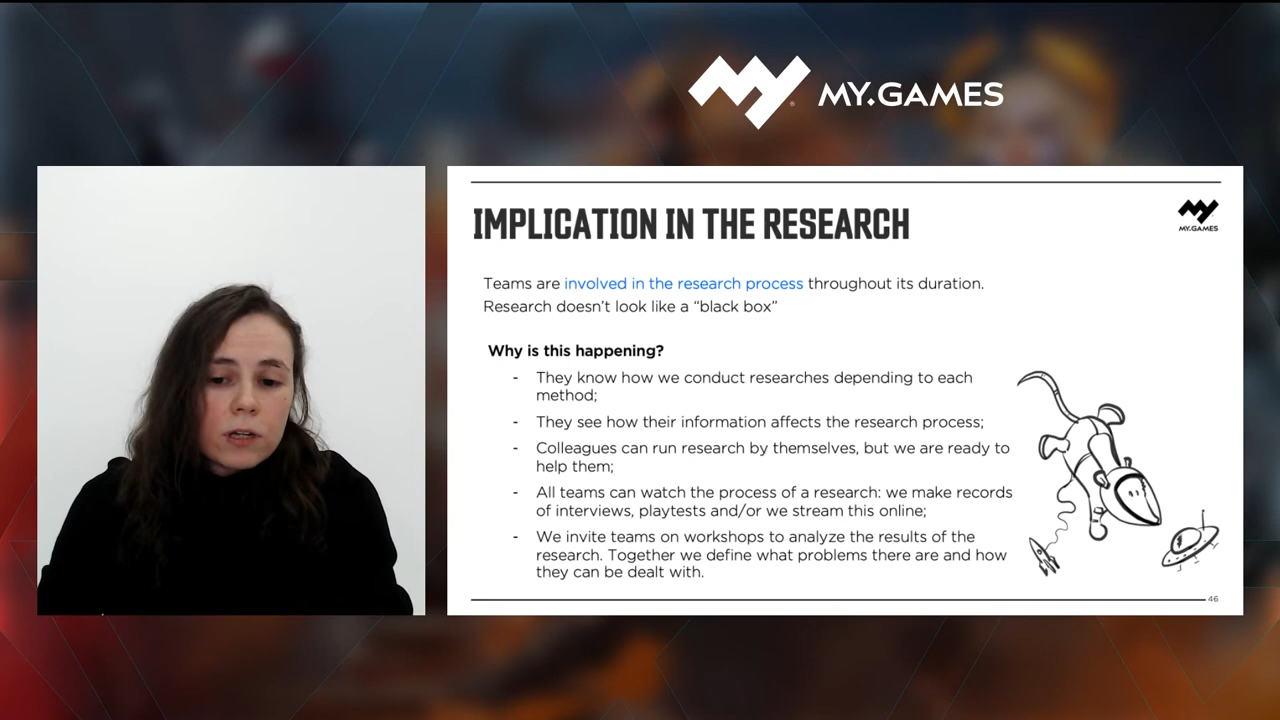 MY.GAMES
IMPLICATION IN THE RESEARCH
MY.GAMES
Teams are involved in the research process throughout its duration.
Research doesn't look like a “black box”
Why is this happening?
- They know how we conduct researches depending to each
method;
- They see how their information affects the research process;
- Colleagues can run research by themselves, but we are ready to
help them;
- All teams can watch the process of a research: we make records
of interviews, playtests and/or we stream this online;
- We invite teams on workshops to analyze the results of the
research. Together we define what problems there are and how
they can be dealt with.
46